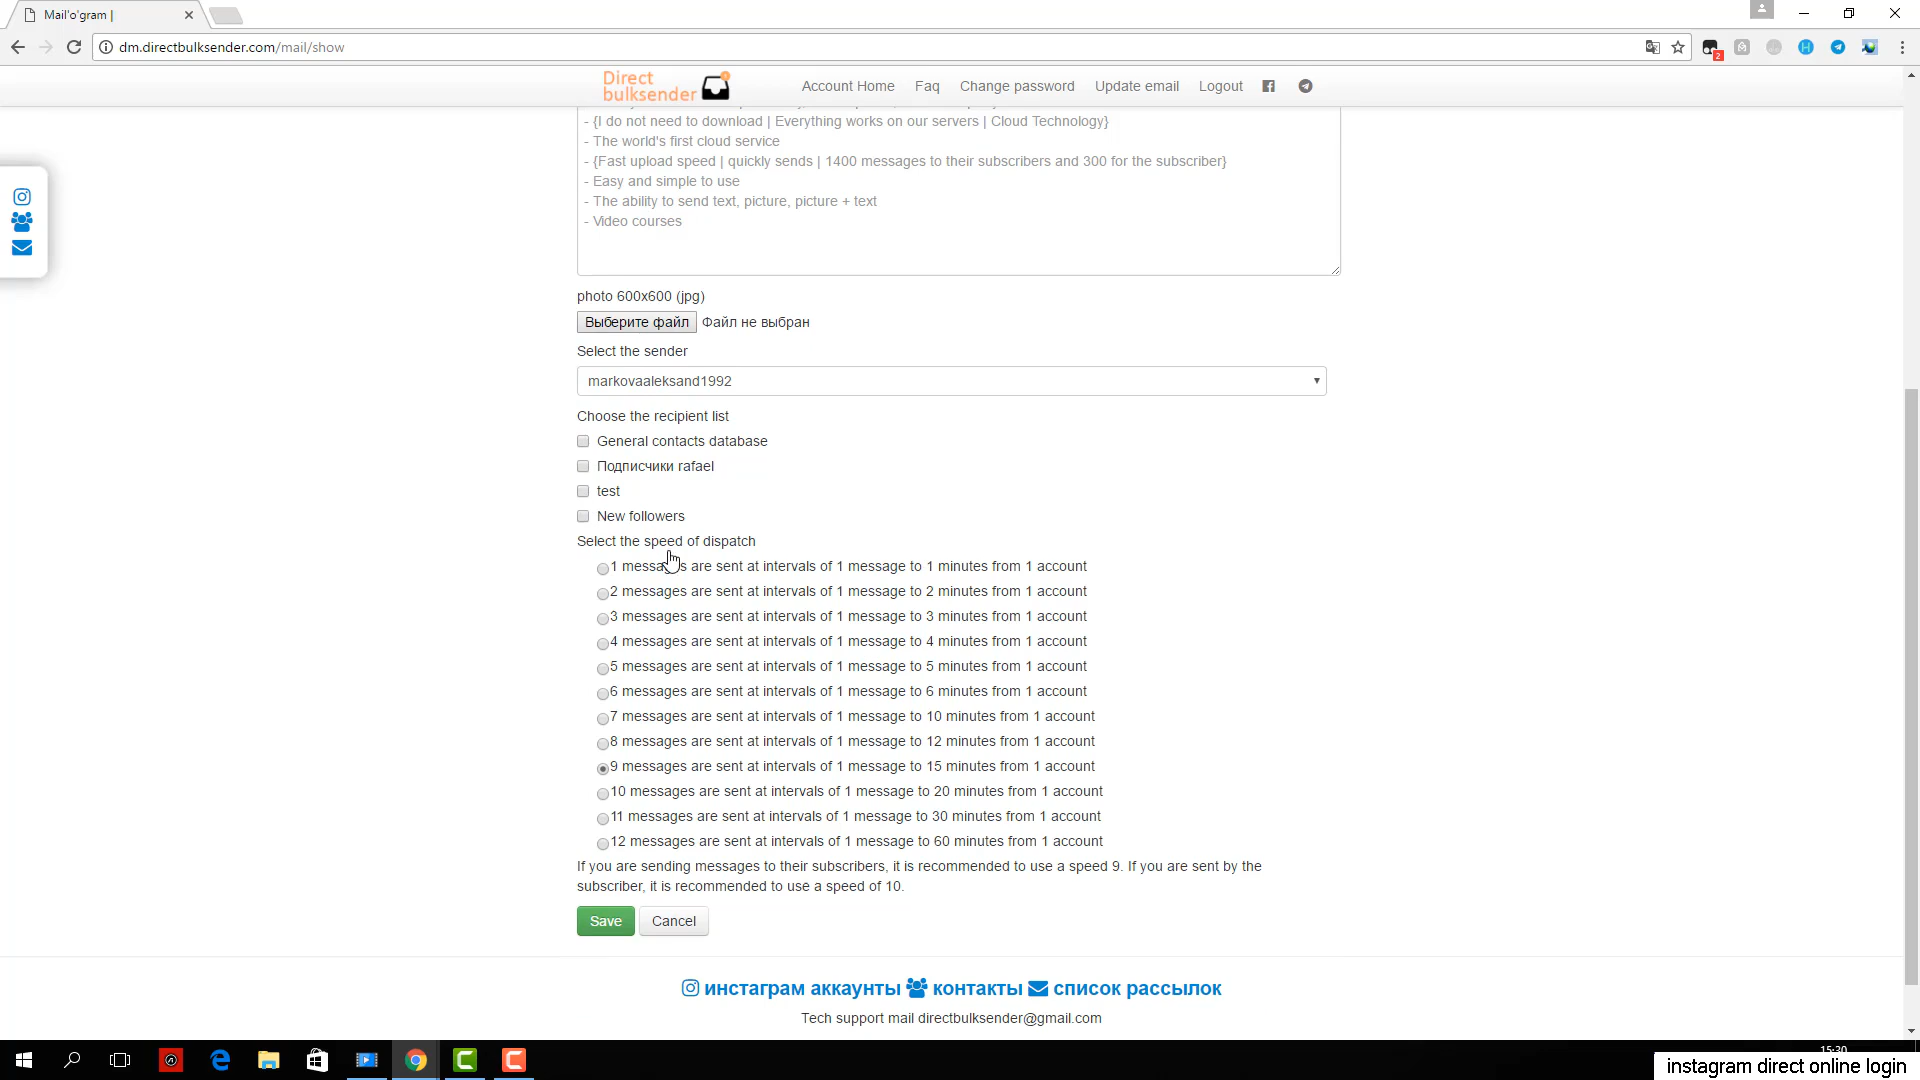 Mail'o'gram |
dm.directbulksender.com/mail/show
2
Direct
bulksender
Account Home Faq Change password Update email Logout
- {I do not need to download | Everything works on our servers | Cloud Technology}
- The world's first cloud service
- {Fast upload speed | quickly sends | 1400 messages to their subscribers and 300 for the subscriber}
- Easy and simple to use
- The ability to send text, picture, picture + text
- Video courses
photo 600x600 (jpg)
Выберите файл Файл не выбран
Select the sender
markovaaleksand1992
Choose the recipient list
General contacts database
Подписчики rafael
test
New followers
Select the speed of dispatch
1 messages are sent at intervals of 1 message to 1 minutes from 1 account
2 messages are sent at intervals of 1 message to 2 minutes from 1 account
3 messages are sent at intervals of 1 message to 3 minutes from 1 account
4 messages are sent at intervals of 1 message to 4 minutes from 1 account
5 messages are sent at intervals of 1 message to 5 minutes from 1 account
6 messages are sent at intervals of 1 message to 6 minutes from 1 account
7 messages are sent at intervals of 1 message to 10 minutes from 1 account
8 messages are sent at intervals of 1 message to 12 minutes from 1 account
9 messages are sent at intervals of 1 message to 15 minutes from 1 account
10 messages are sent at intervals of 1 message to 20 minutes from 1 account
11 messages are sent at intervals of 1 message to 30 minutes from 1 account
12 messages are sent at intervals of 1 message to 60 minutes from 1 account
If you are sending messages to their subscribers, it is recommended to use a speed 9. If you are sent by the
subscriber, it is recommended to use a speed of 10.
Save Cancel
инстаграм аккаунты контакты список рассылок
Tech support mail directbulksender@gmail.com
15:30
instagram direct online login